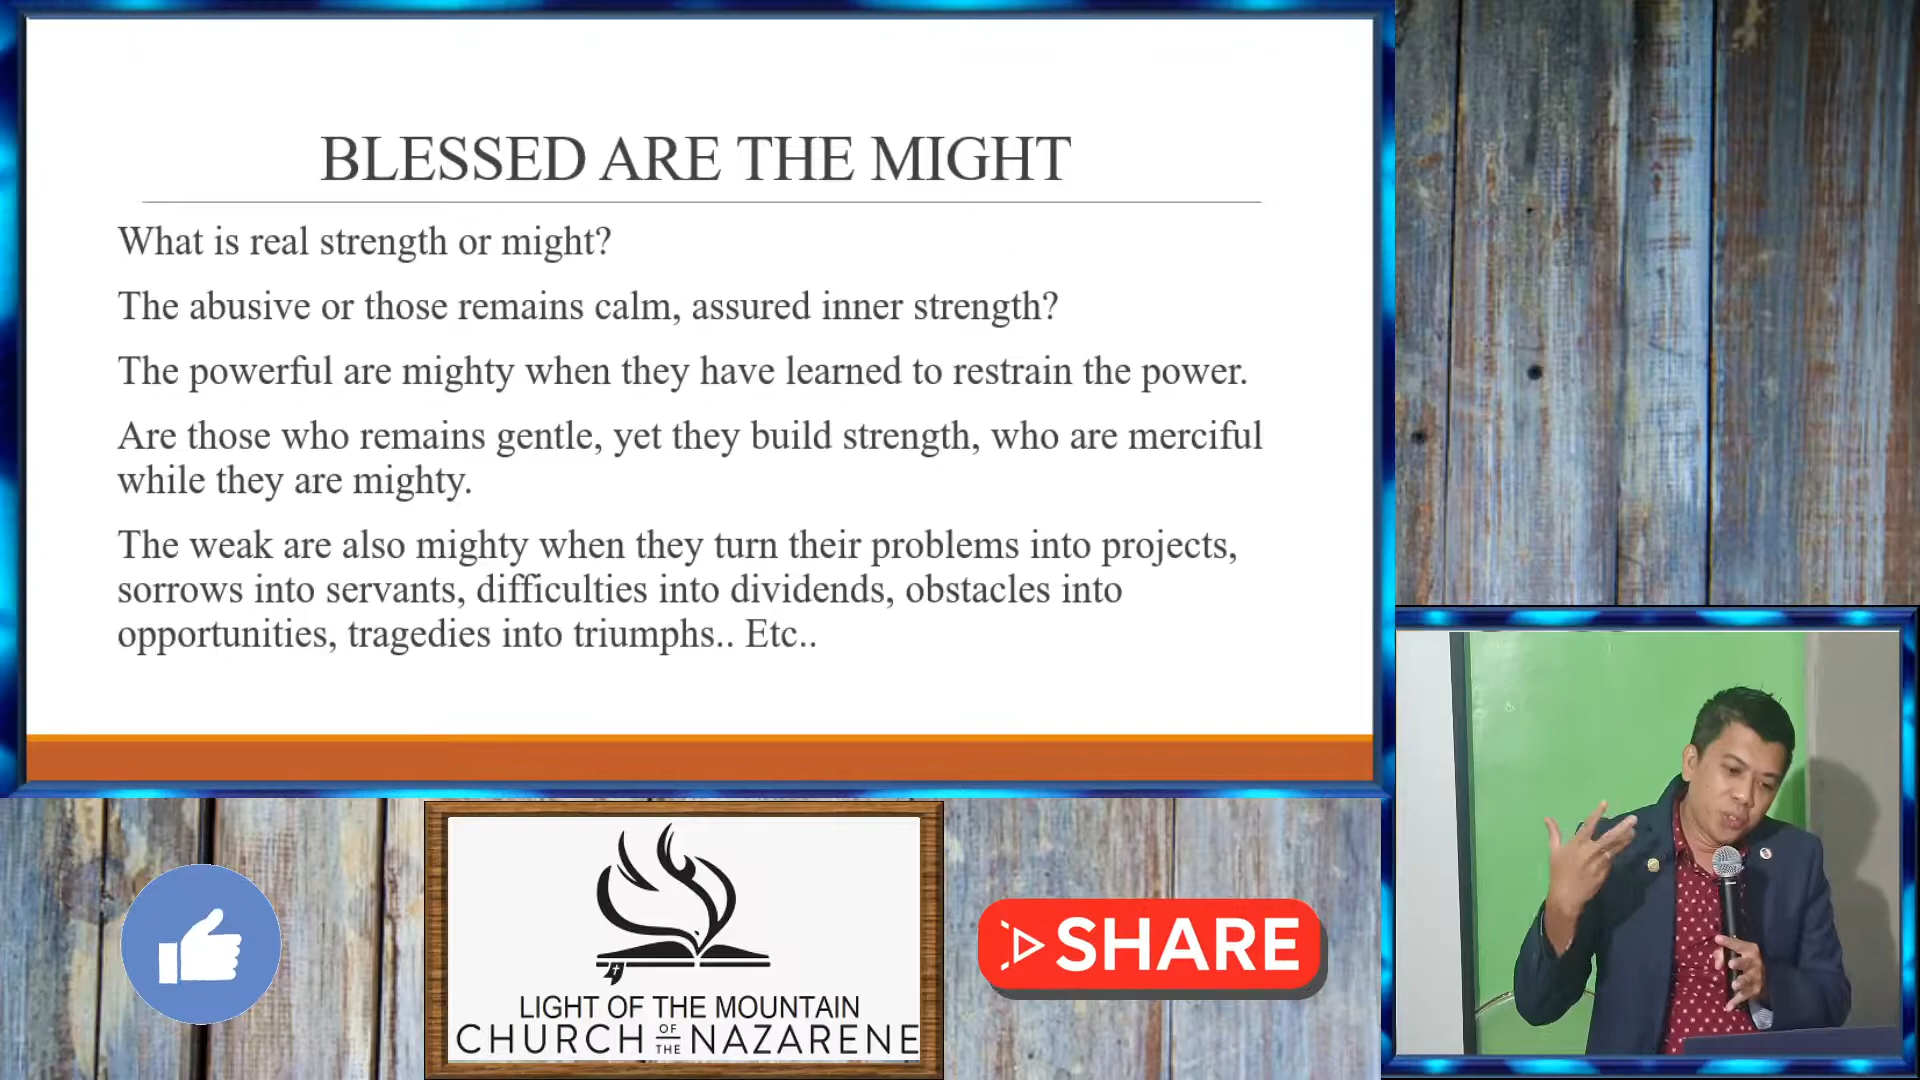 BLESSED ARE THE MIGHT
What is real strength or might?
The abusive or those remains calm, assured inner strength?
The powerful are mighty when they have learned to restrain the power.
Are those who remains gentle, yet they build strength, who are merciful
while they are mighty.
The weak are also mighty when they turn their problems into projects,
sorrows into servants, difficulties into dividends, obstacles into
opportunities, tragedies into triumphs.. Etc..
LIGHT OF THE MOUNTAIN
CHURCH OF THE NAZARENE
SHARE